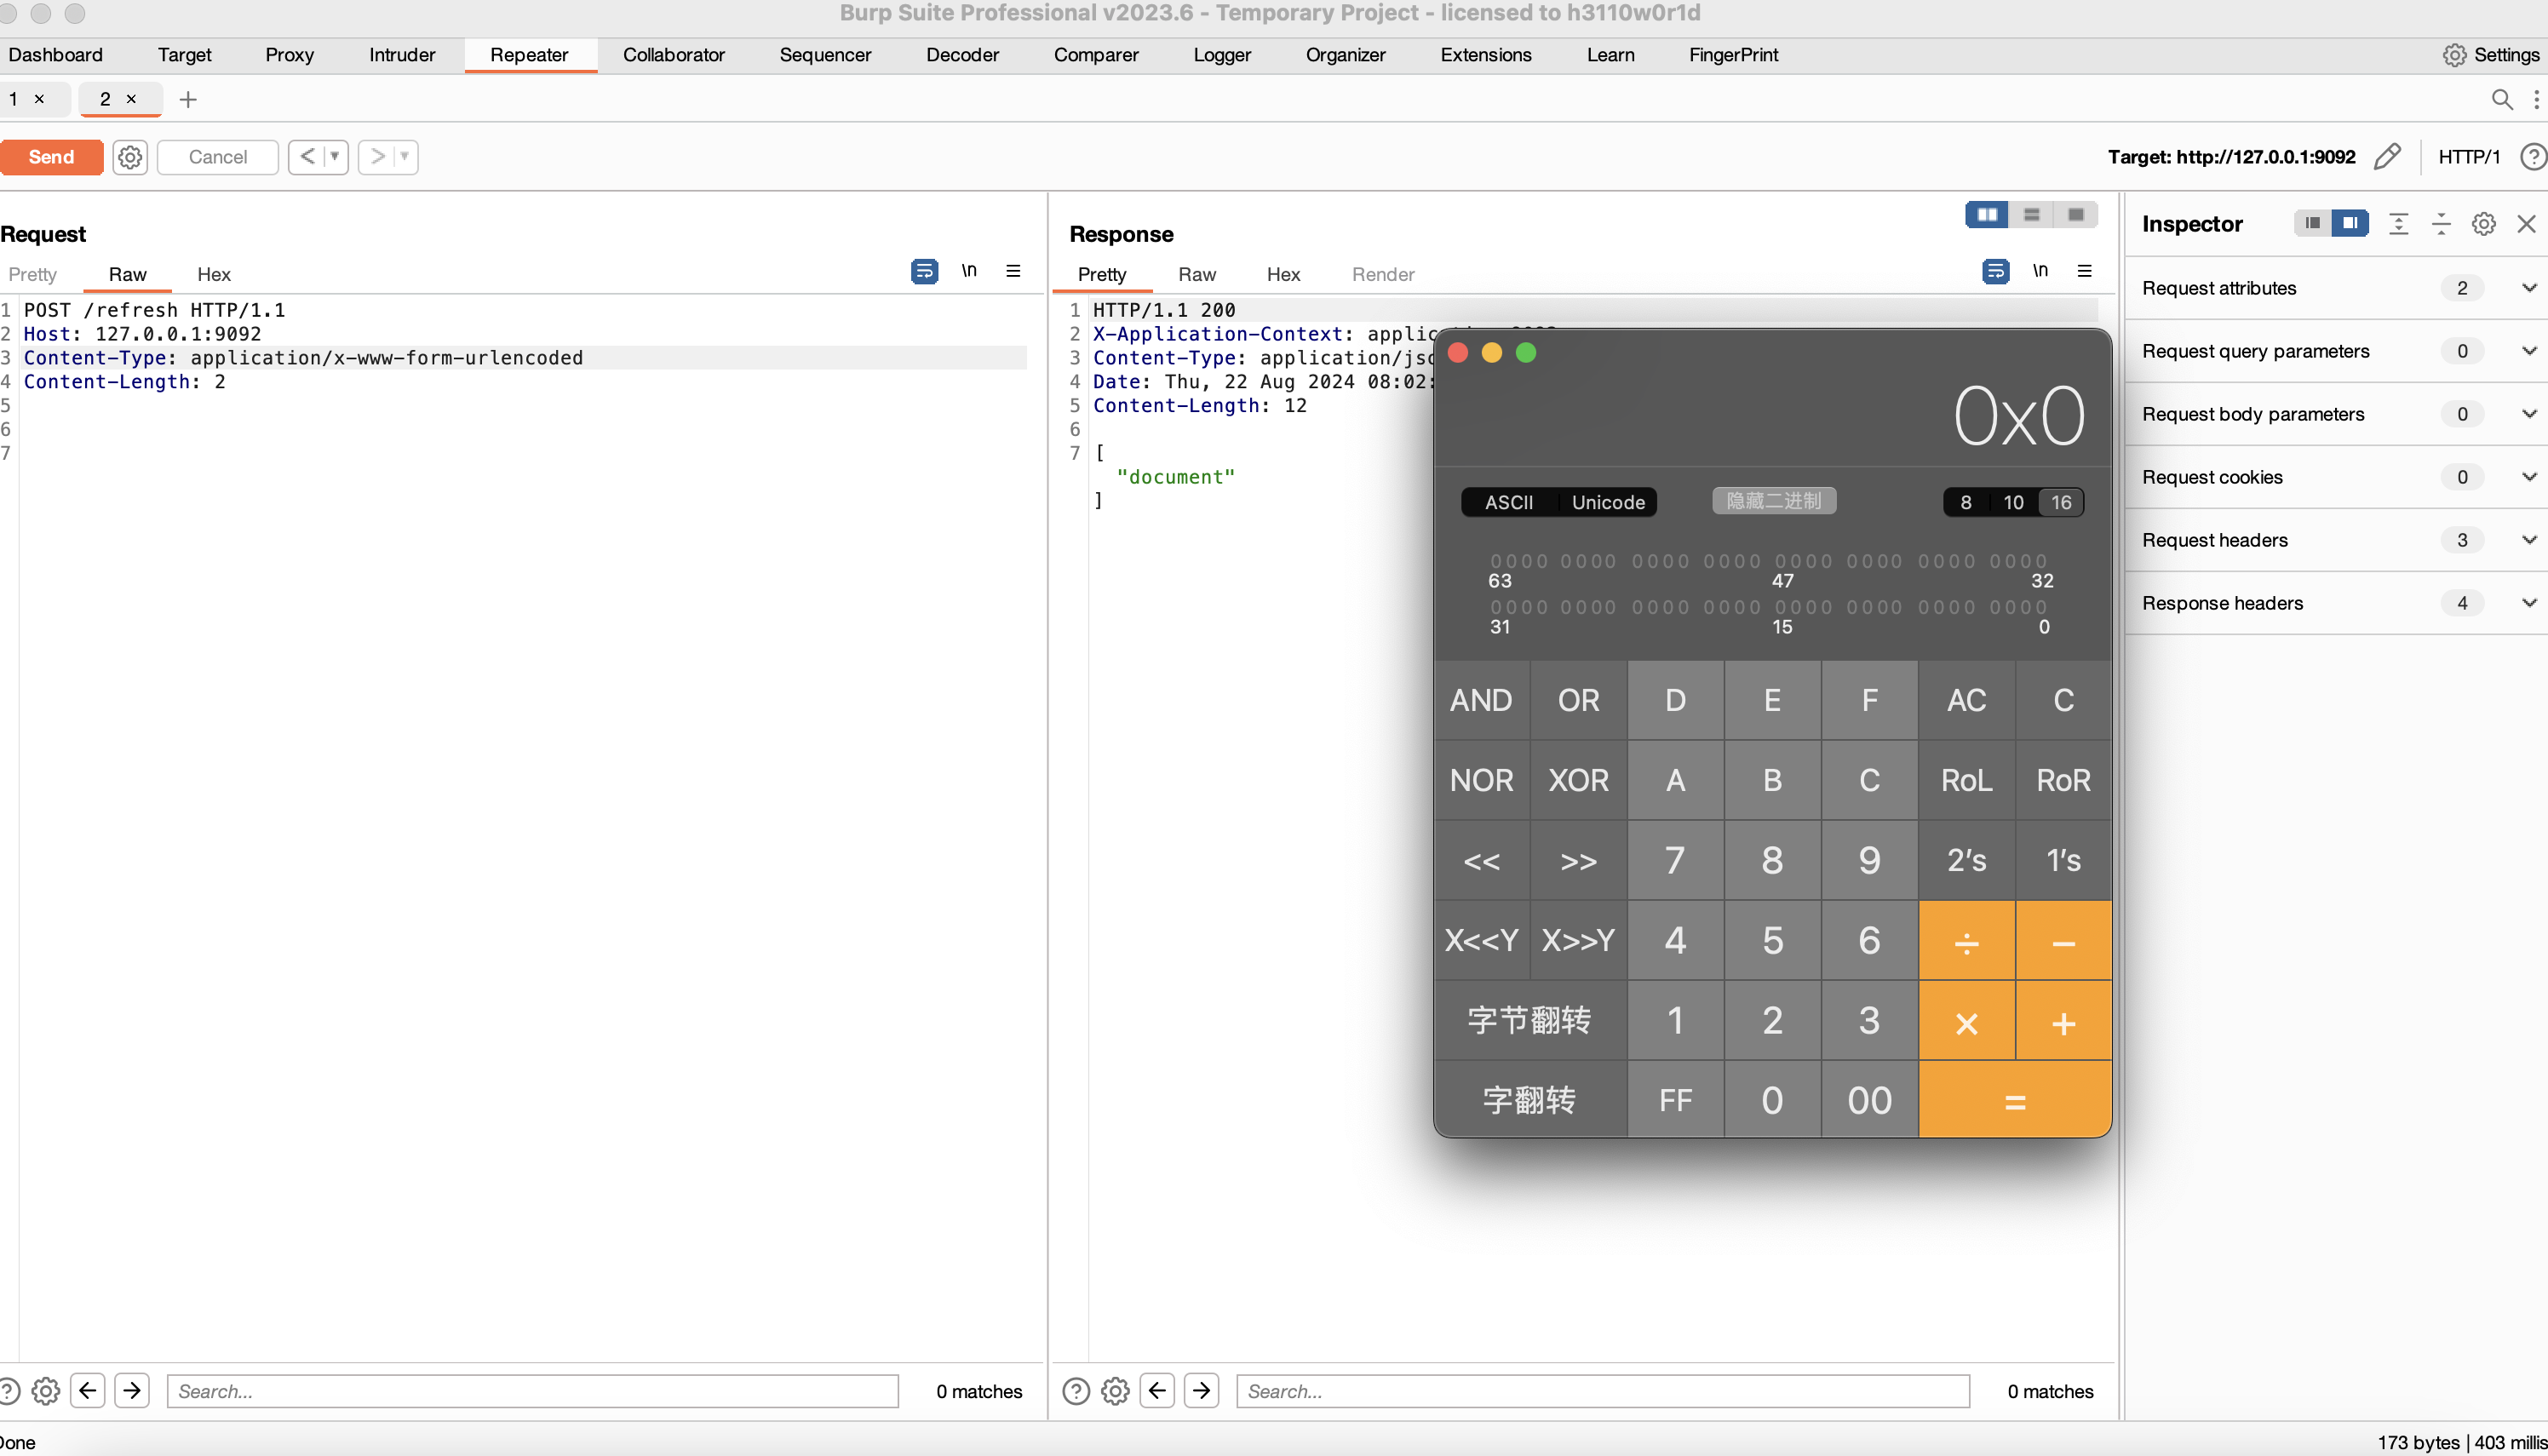 Burp Suite Professional v2023.6 - Temporary Project - licensed to h3110w0r1d
Dashboard Target Proxy Intruder Repeater Collaborator Sequencer Decoder Comparer Logger Organizer Extensions Learn FingerPrint Settings
1 × 2 × +
Send Cancel < > Target: http://127.0.0.1:9092 HTTP/1 ?
Request
Pretty Raw Hex \n
1 POST /refresh HTTP/1.1
2 Host: 127.0.0.1:9092
3 Content-Type: application/x-www-form-urlencoded
4 Content-Length: 2
5
6
7
Search... 0 matches
Response
Pretty Raw Hex Render \n
1 HTTP/1.1 200
2 X-Application-Context:
3 Content-Type:
4 Date: Thu, 22 Aug 2024 08:02:
5 Content-Length: 12
6
7 [
"document"
]
Search... 0 matches
0x0
ASCII Unicode 隐藏二进制 8 10 16
0000 0000 0000 0000 0000 0000 0000 0000
63 47 32
0000 0000 0000 0000 0000 0000 0000 0000
31 15 0
AND OR D E F AC C
NOR XOR A B C RoL RoR
<< >> 7 8 9 2's 1's
X<<Y X>>Y 4 5 6 ÷ −
字节翻转 1 2 3 × +
字翻转 FF 0 00 =
Inspector
Request attributes 2
Request query parameters 0
Request body parameters 0
Request cookies 0
Request headers 3
Response headers 4
173 bytes | 403